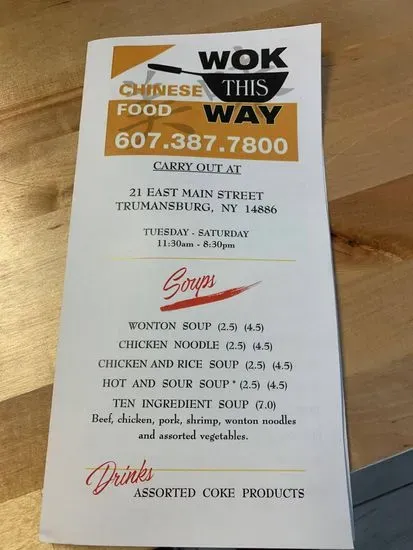 WOK
THIS
WAY
CHINESE
FOOD
607.387.7800
CARRY OUT AT
21 EAST MAIN STREET
TRUMANSBURG, NY 14886
TUESDAY - SATURDAY
11:30am - 8:30pm
Soups
WONTON SOUP (2.5) (4.5)
CHICKEN NOODLE (2.5) (4.5)
CHICKEN AND RICE SOUP (2.5) (4.5)
HOT AND SOUR SOUP * (2.5) (4.5)
TEN INGREDIENT SOUP (7.0)
Beef, chicken, pork, shrimp, wonton noodles
and assorted vegetables.
Drinks
ASSORTED COKE PRODUCTS